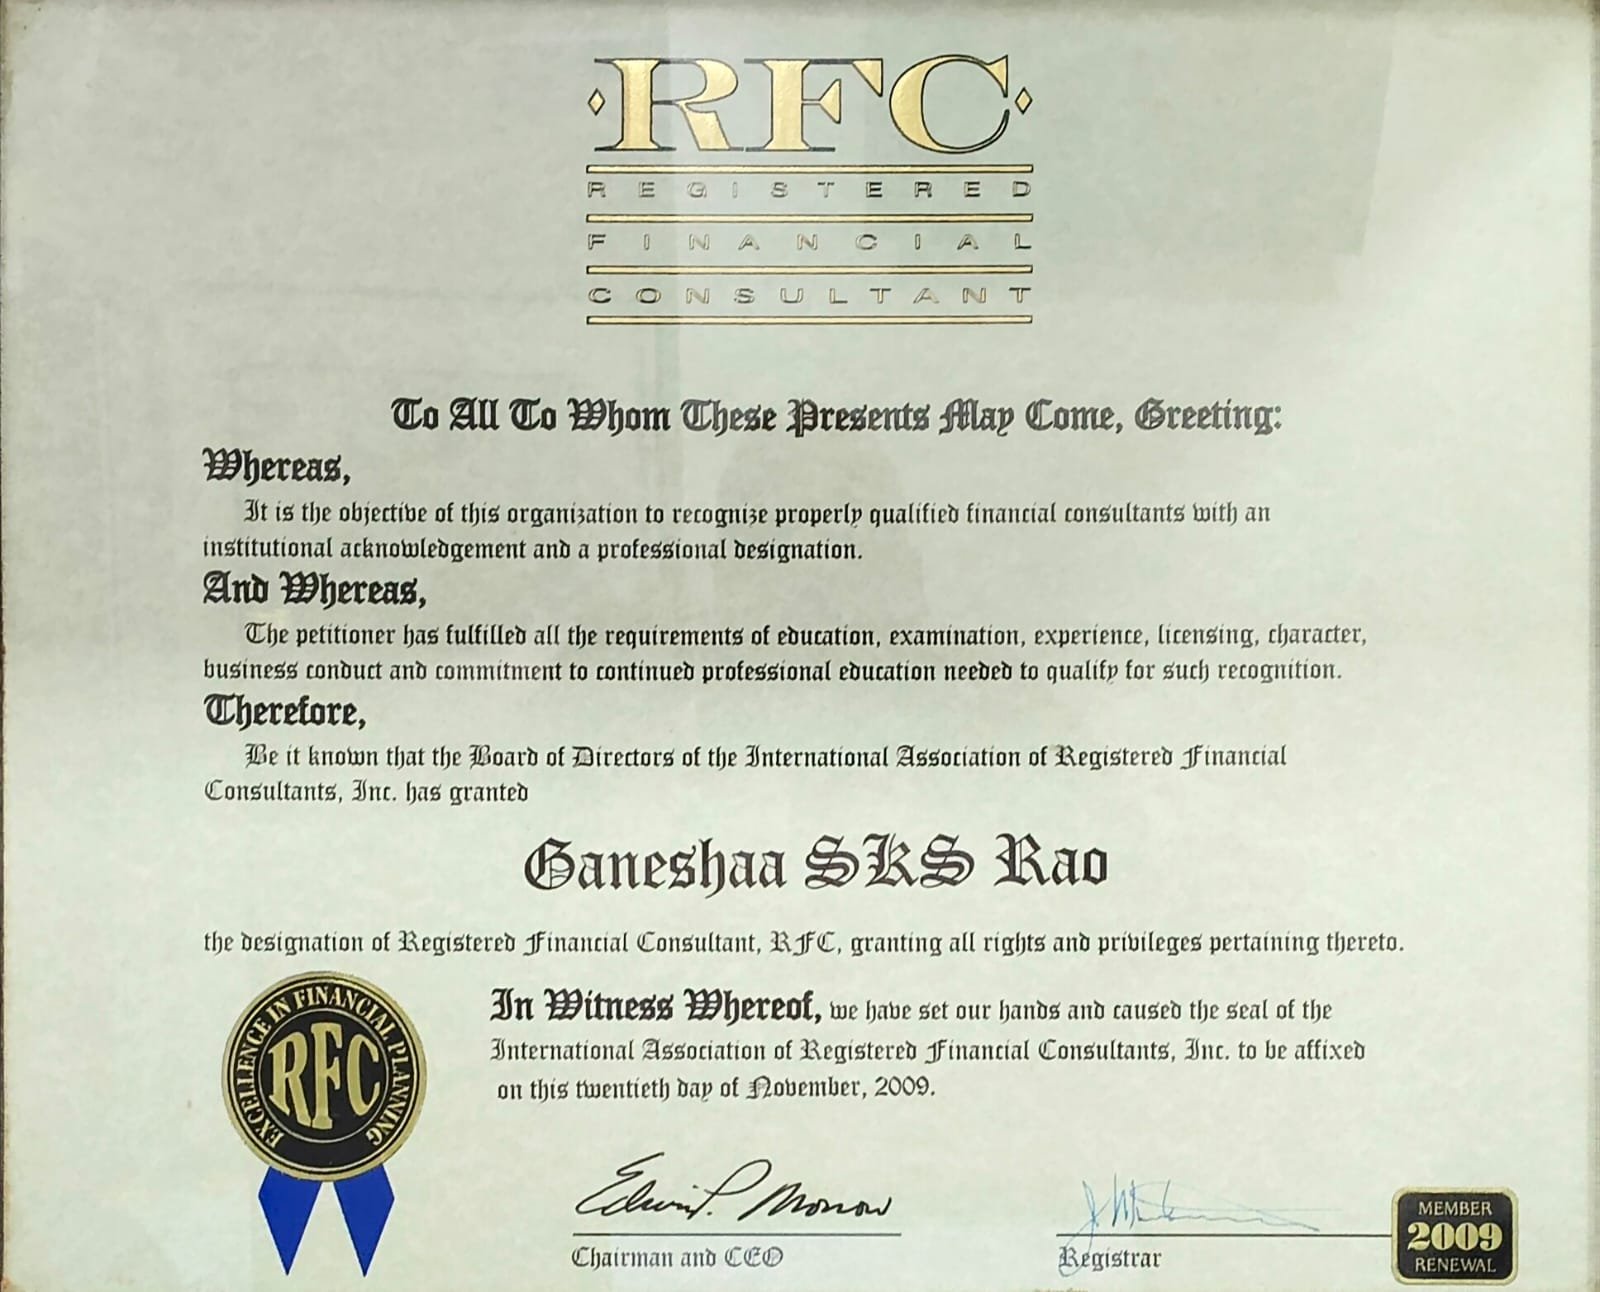 RFC
REGISTERED
FINANCIAL
CONSULTANT
To All To Whom These Presents May Come, Greeting:
Whereas,
It is the objective of this organization to recognize properly qualified financial consultants with an
institutional acknowledgement and a professional designation.
And Whereas,
The petitioner has fulfilled all the requirements of education, examination, experience, licensing, character,
business conduct and commitment to continued professional education needed to qualify for such recognition.
Therefore,
Be it known that the Board of Directors of the International Association of Registered Financial
Consultants, Inc. has granted
Ganeshaa SKS Rao
the designation of Registered Financial Consultant, RFC, granting all rights and privileges pertaining thereto.
EXCELLENCE IN FINANCIAL PLANNING
RFC
In Witness Whereof, we have set our hands and caused the seal of the
International Association of Registered Financial Consultants, Inc. to be affixed
on this twentieth day of November, 2009.
Edwin P. Morrow
Chairman and CEO
Registrar
MEMBER
2009
RENEWAL